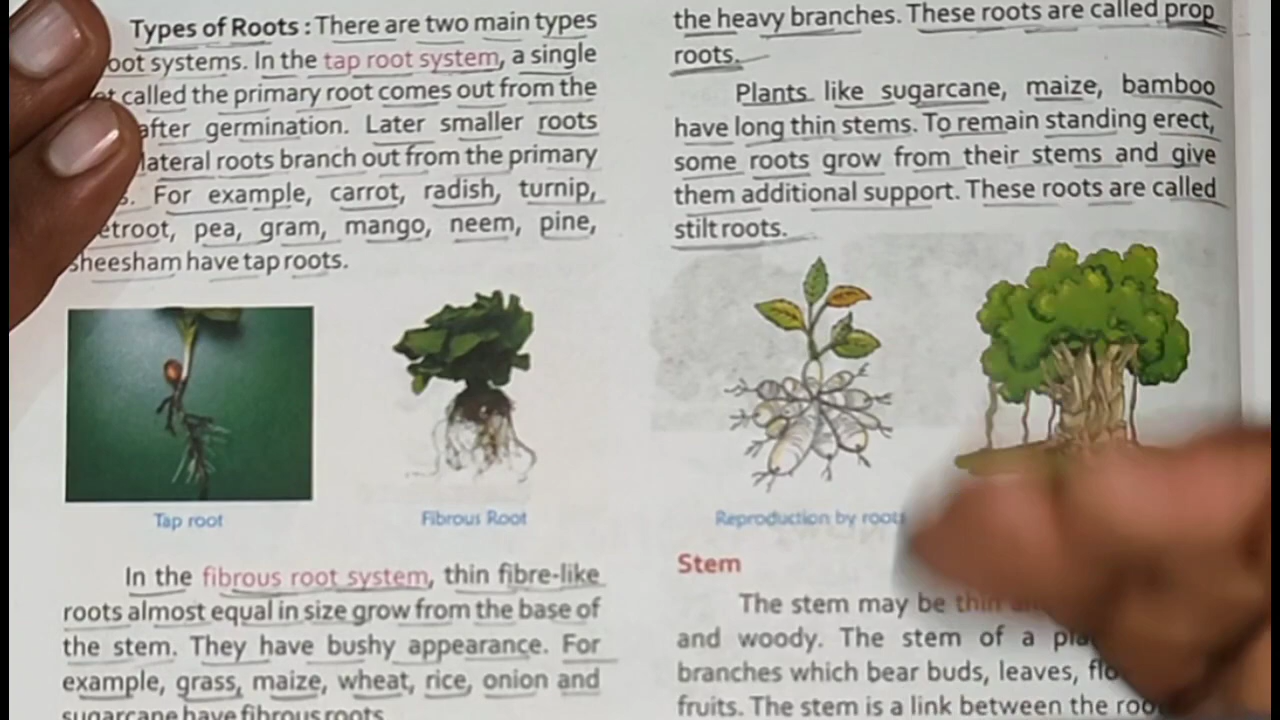 Types of Roots : There are two main types
root systems. In the tap root system, a single
called the primary root comes out from the
after germination. Later smaller roots
lateral roots branch out from the primary
For example, carrot, radish, turnip,
etroot, pea, gram, mango, neem, pine,
sheesham have tap roots.
Tap root
Fibrous Root
In the fibrous root system, thin fibre-like
roots almost equal in size grow from the base of
the stem. They have bushy appearance. For
example, grass, maize, wheat, rice, onion and
sugarcane have fibrous roots
the heavy branches. These roots are called prop
roots.
Plants like sugarcane, maize, bamboo
have long thin stems. To remain standing erect,
some roots grow from their stems and give
them additional support. These roots are called
stilt roots.
Reproduction by roots
Stem
The stem may be thin
and woody. The stem of a
branches which bear buds, leaves,
fruits. The stem is a link between the